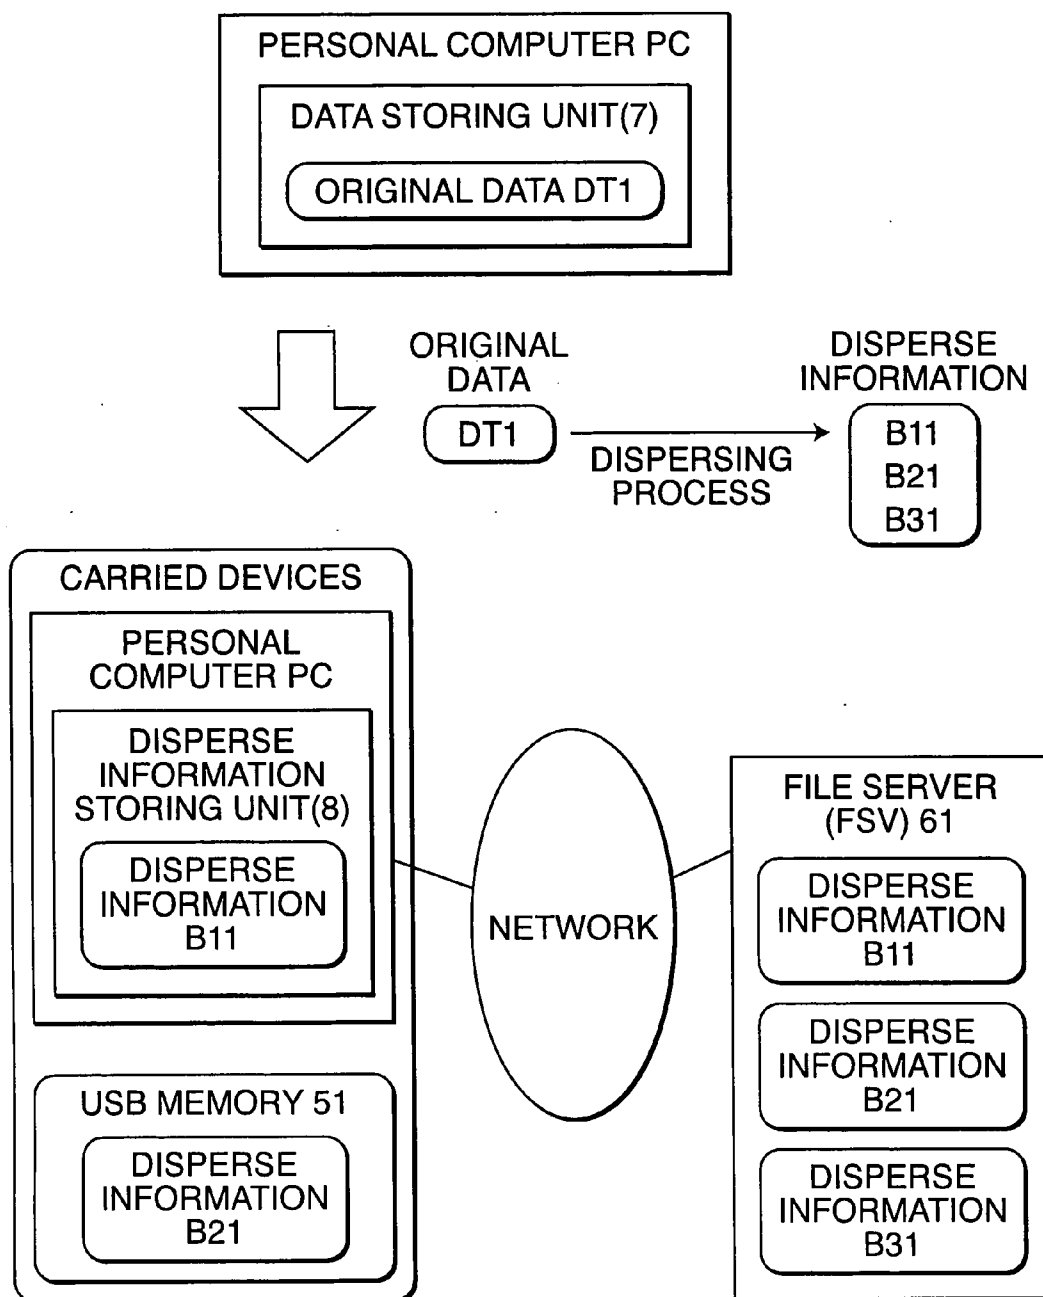 PERSONAL COMPUTER PC
DATA STORING UNIT(7)
ORIGINAL DATA DT1
ORIGINAL
DATA
DT1
DISPERSING
PROCESS
DISPERSE
INFORMATION
B11
B21
B31
CARRIED DEVICES
PERSONAL
COMPUTER PC
DISPERSE
INFORMATION
STORING UNIT(8)
DISPERSE
INFORMATION
B11
USB MEMORY 51
DISPERSE
INFORMATION
B21
NETWORK
FILE SERVER
(FSV) 61
DISPERSE
INFORMATION
B11
DISPERSE
INFORMATION
B21
DISPERSE
INFORMATION
B31